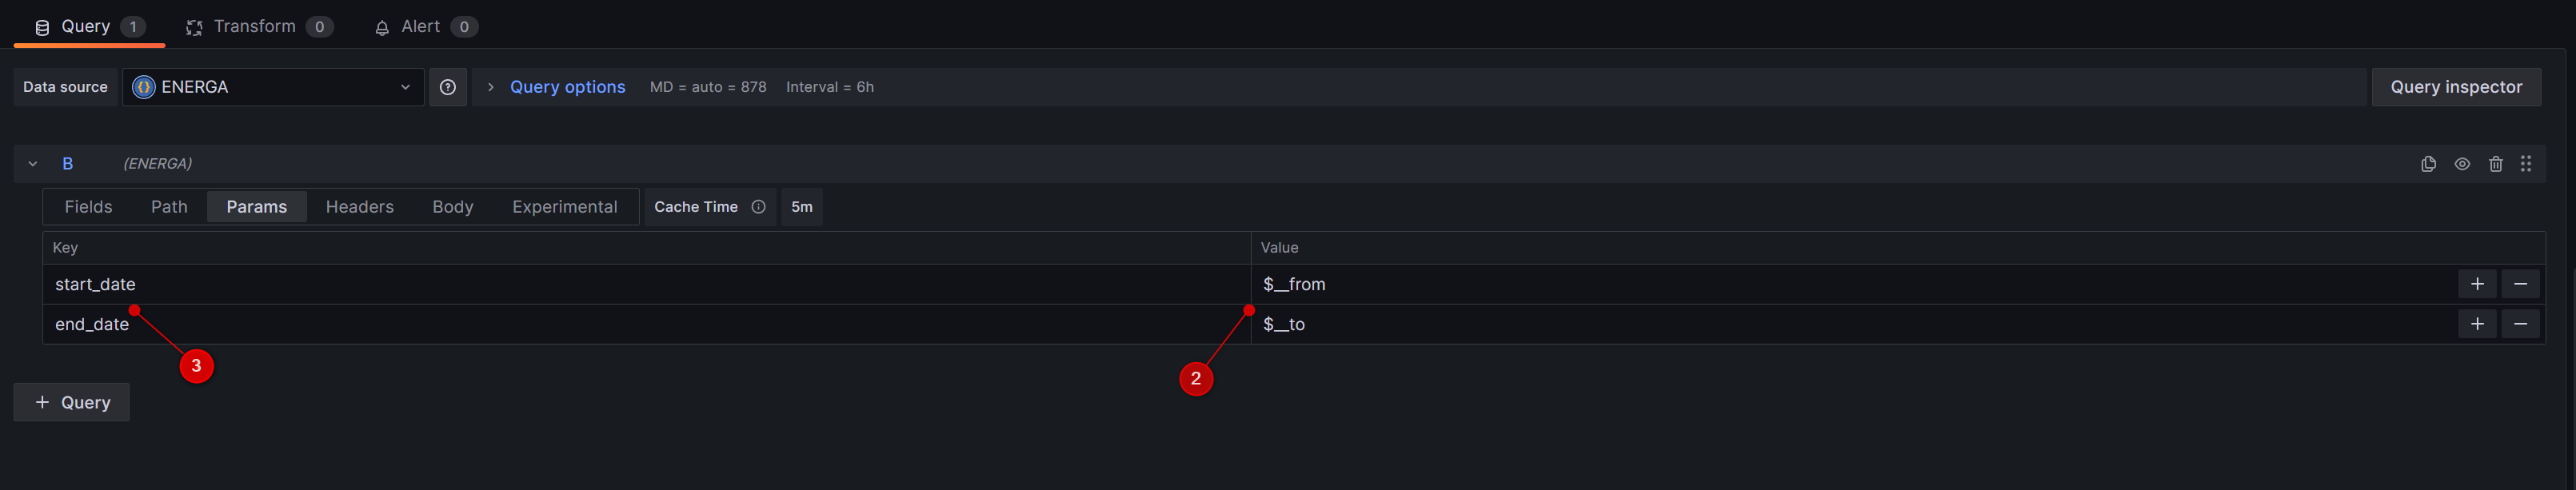 Query 1 Transform 0 Alert 0
Data source ENERGA Query options MD = auto = 878 Interval = 6h Query inspector
B (ENERGA)
Fields Path Params Headers Body Experimental Cache Time 5m
Key Value
start_date $__from
end_date $__to
3 2
+ Query